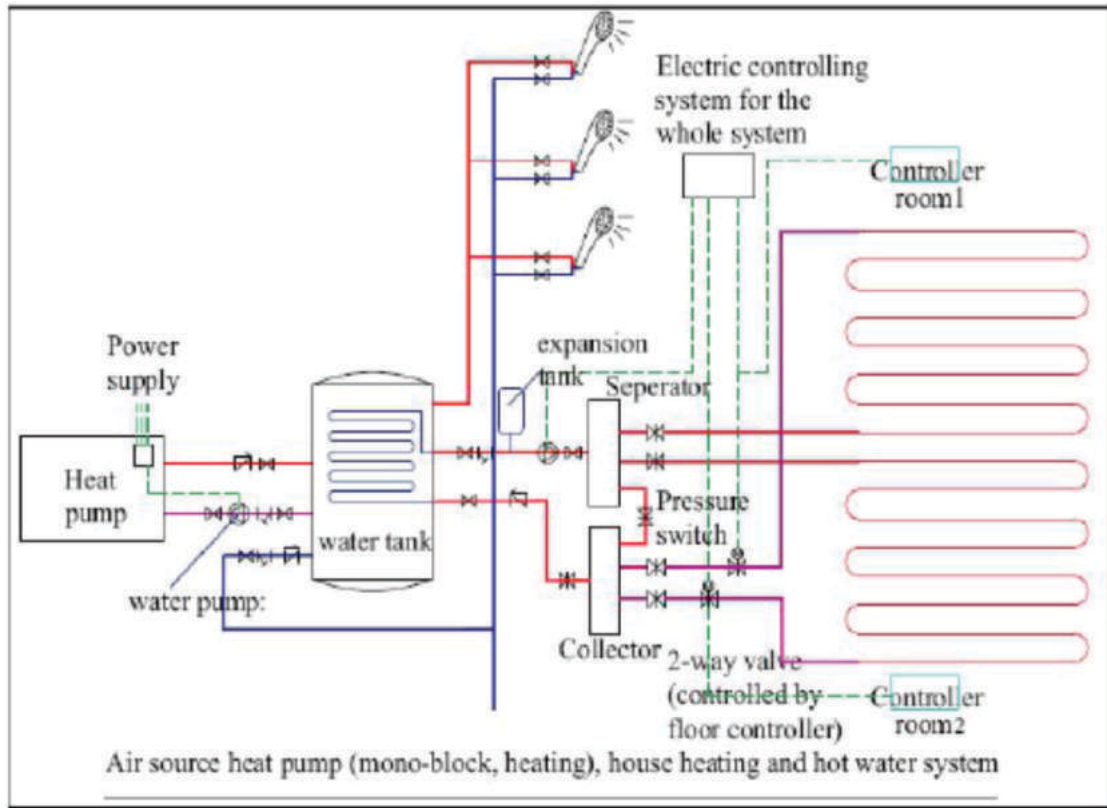 Electric controlling
system for the
whole system
Controller
room1
Power
supply
expansion
tank
Seperator
Heat
pump
water tank
Pressure
switch
water pump:
Collector
2-way valve
(controlled by
floor controller)
Controller
room2
Air source heat pump (mono-block, heating), house heating and hot water system